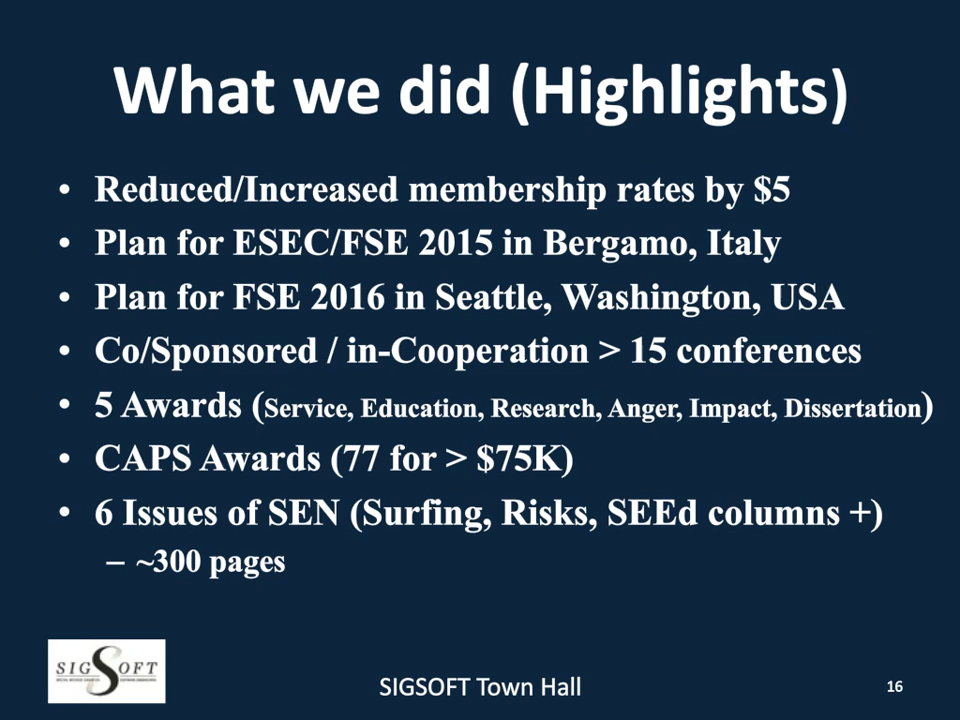 What we did (Highlights)
• Reduced/Increased membership rates by $5
• Plan for ESEC/FSE 2015 in Bergamo, Italy
• Plan for FSE 2016 in Seattle, Washington, USA
• Co/Sponsored / in-Cooperation > 15 conferences
• 5 Awards (Service, Education, Research, Anger, Impact, Dissertation)
• CAPS Awards (77 for > $75K)
• 6 Issues of SEN (Surfing, Risks, SEEd columns +)
– ~300 pages
SIGSOFT
SIGSOFT Town Hall
16